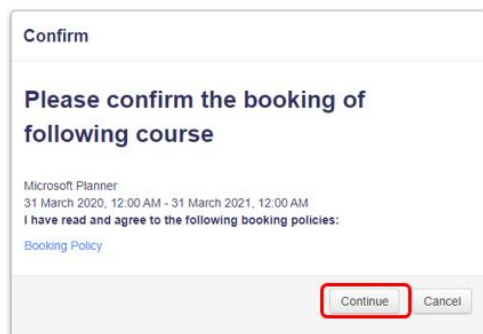 Confirm
Please confirm the booking of
following course
Microsoft Planner
31 March 2020, 12:00 AM - 31 March 2021, 12:00 AM
I have read and agree to the following booking policies:
Booking Policy
Continue
Cancel